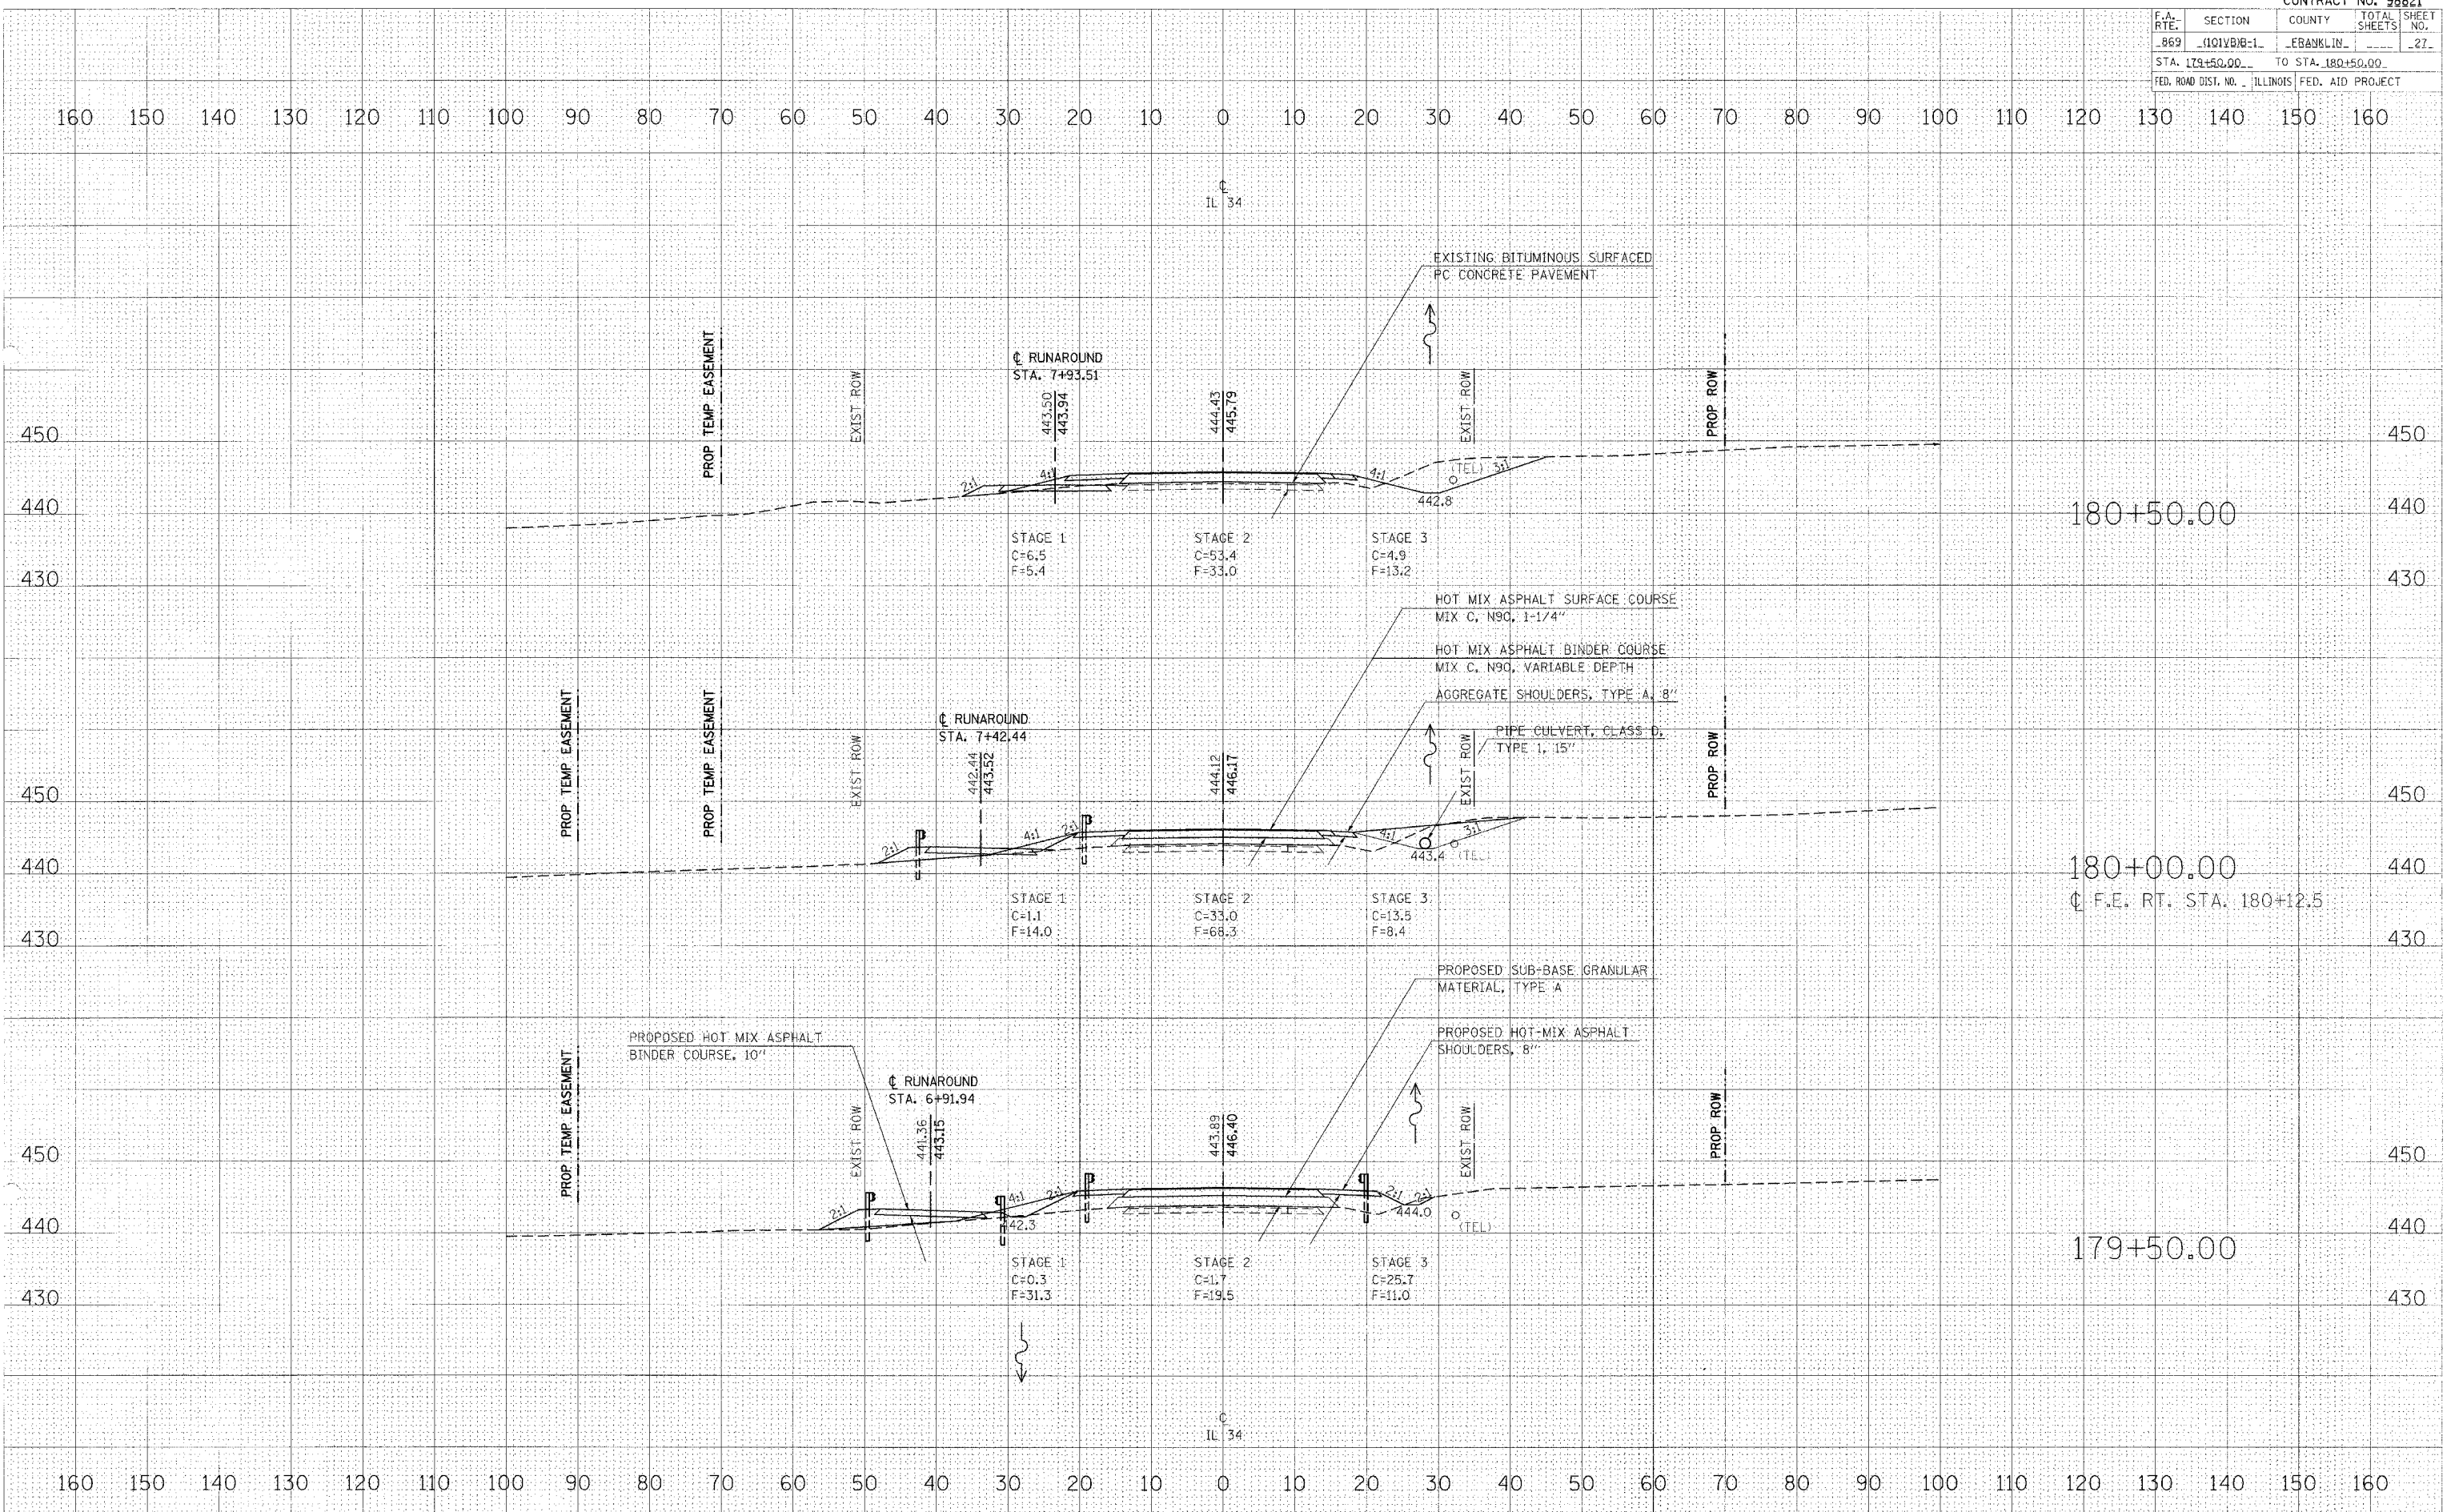 CONTRACT NO. 98821
F.A. RTE. SECTION COUNTY TOTAL SHEETS SHEET NO.
869 (101VB)B-1 FRANKLIN 27
STA. 179+50.00 TO STA. 180+50.00
FED. ROAD DIST. NO. ILLINOIS FED. AID PROJECT
160 150 140 130 120 110 100 90 80 70 60 50 40 30 20 10 0 10 20 30 40 50 60 70 80 90 100 110 120 130 140 150 160
℄
IL 34
EXISTING BITUMINOUS SURFACED
PC CONCRETE PAVEMENT
PROP TEMP EASEMENT
EXIST ROW
℄ RUNAROUND
STA. 7+93.51
443.50
443.94
444.43
445.79
EXIST ROW
PROP ROW
450 450
2:1 4:1 4:1 (TEL) 3:1
442.8
440 180+50.00 440
STAGE 1 STAGE 2 STAGE 3
C=6.5 C=53.4 C=4.9
F=5.4 F=33.0 F=13.2
430 430
HOT MIX ASPHALT SURFACE COURSE
MIX C, N90, 1-1/4"
HOT MIX ASPHALT BINDER COURSE
MIX C, N90, VARIABLE DEPTH
AGGREGATE SHOULDERS, TYPE A, 8"
PIPE CULVERT, CLASS D,
TYPE 1, 15"
PROP TEMP EASEMENT
PROP TEMP EASEMENT
EXIST ROW
℄ RUNAROUND
STA. 7+42.44
442.44
443.52
444.12
446.17
EXIST ROW
PROP ROW
450 450
2:1 4:1 2:1 4:1 3:1
443.4 (TEL)
440 180+00.00 440
℄ F.E. RT. STA. 180+12.5
STAGE 1 STAGE 2 STAGE 3
C=1.1 C=33.0 C=13.5
F=14.0 F=68.3 F=8.4
430 430
PROPOSED SUB-BASE GRANULAR
MATERIAL, TYPE A
PROPOSED HOT MIX ASPHALT
BINDER COURSE, 10"
PROPOSED HOT-MIX ASPHALT
SHOULDERS, 8"
PROP TEMP EASEMENT
EXIST ROW
℄ RUNAROUND
STA. 6+91.94
441.36
443.15
443.89
446.40
EXIST ROW
PROP ROW
450 450
2:1 4:1 2:1 2:1 2:1
442.3 444.0 (TEL)
440 179+50.00 440
STAGE 1 STAGE 2 STAGE 3
C=0.3 C=1.7 C=25.7
F=31.3 F=19.5 F=11.0
430 430
℄
IL 34
160 150 140 130 120 110 100 90 80 70 60 50 40 30 20 10 0 10 20 30 40 50 60 70 80 90 100 110 120 130 140 150 160